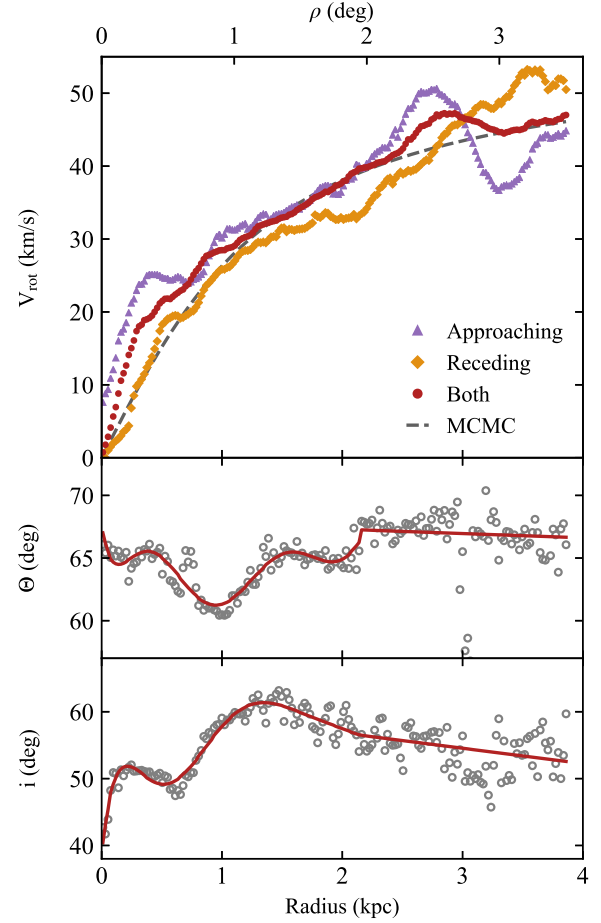 ρ (deg)
0 1 2 3
50
40
30
20
10
0
V_rot (km/s)
Approaching
Receding
Both
MCMC
70
65
60
Θ (deg)
60
50
40
i (deg)
0 1 2 3 4
Radius (kpc)